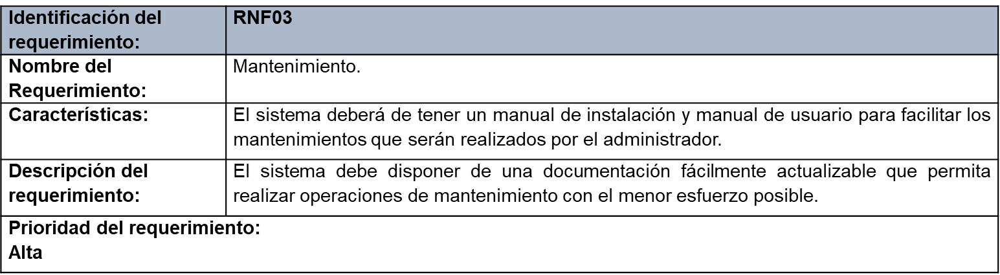 Identificación del
requerimiento:
RNF03
Nombre del
Requerimiento:
Mantenimiento.
Características:
El sistema deberá de tener un manual de instalación y manual de usuario para facilitar los
mantenimientos que serán realizados por el administrador.
Descripción del
requerimiento:
El sistema debe disponer de una documentación fácilmente actualizable que permita
realizar operaciones de mantenimiento con el menor esfuerzo posible.
Prioridad del requerimiento:
Alta